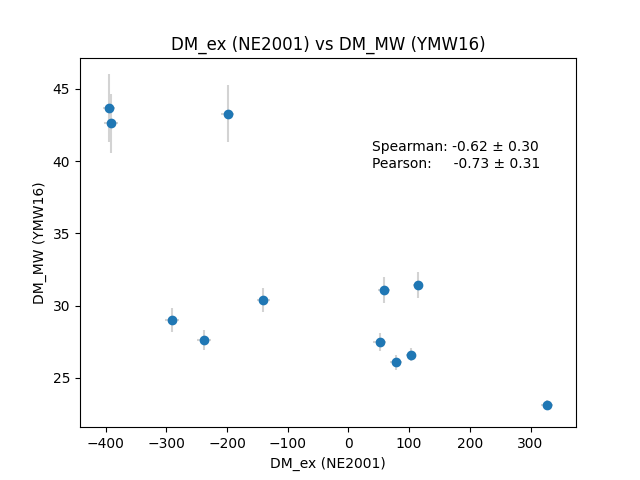 DM_ex (NE2001) vs DM_MW (YMW16)
45
40
35
30
25
DM_MW (YMW16)
Spearman: -0.62 ± 0.30
Pearson: -0.73 ± 0.31
−400
−300
−200
−100
0
100
200
300
DM_ex (NE2001)